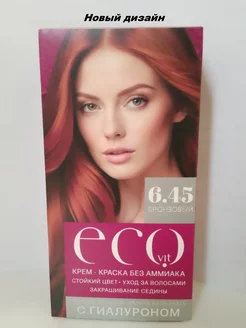 Новый дизайн
6.45
БРОНЗОВЫЙ
eco
vit
КРЕМ - КРАСКА БЕЗ АММИАКА
СТОЙКИЙ ЦВЕТ · УХОД ЗА ВОЛОСАМИ
ЗАКРАШИВАНИЕ СЕДИНЫ
С ГИАЛУРОНОМ